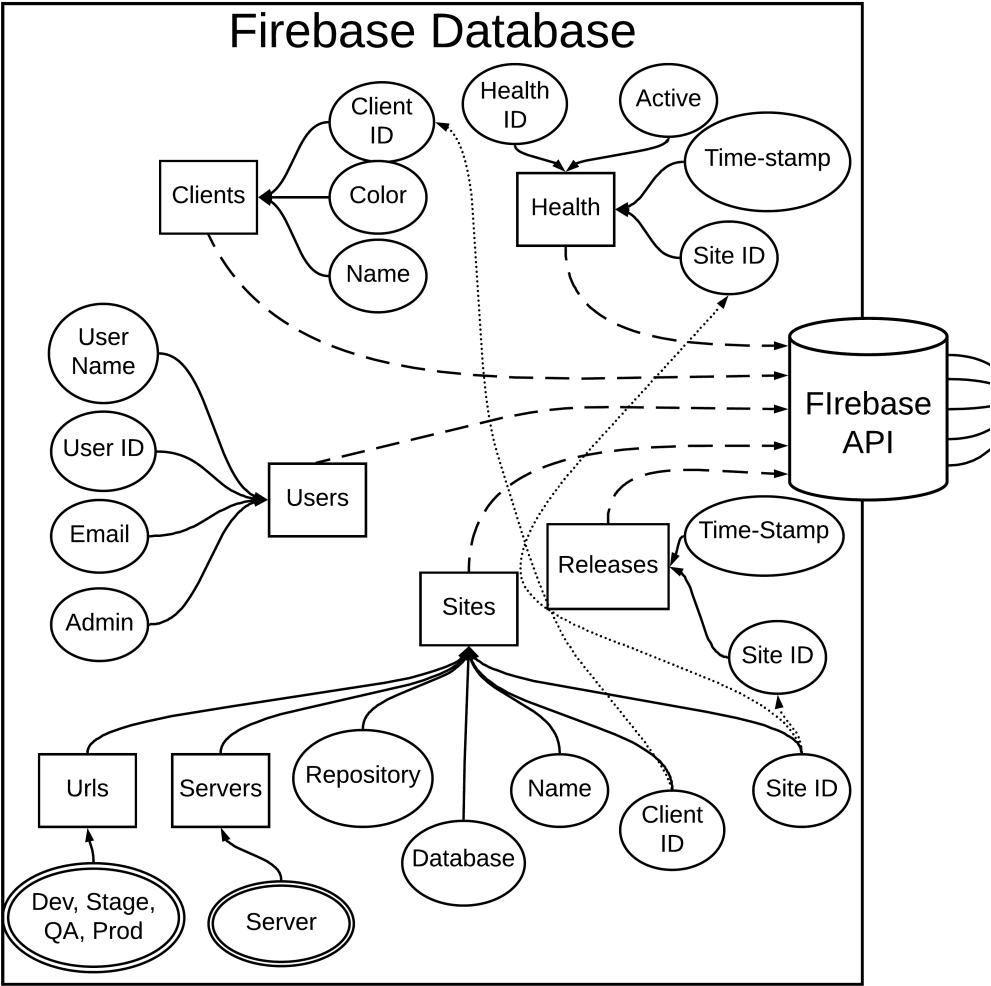 Firebase Database
Client
ID
Health
ID
Active
Time-stamp
Clients
Color
Health
Name
Site ID
User
Name
FIrebase
API
User ID
Users
Email
Time-Stamp
Releases
Admin
Sites
Site ID
Urls
Servers
Repository
Name
Site ID
Client
ID
Database
Dev, Stage,
QA, Prod
Server